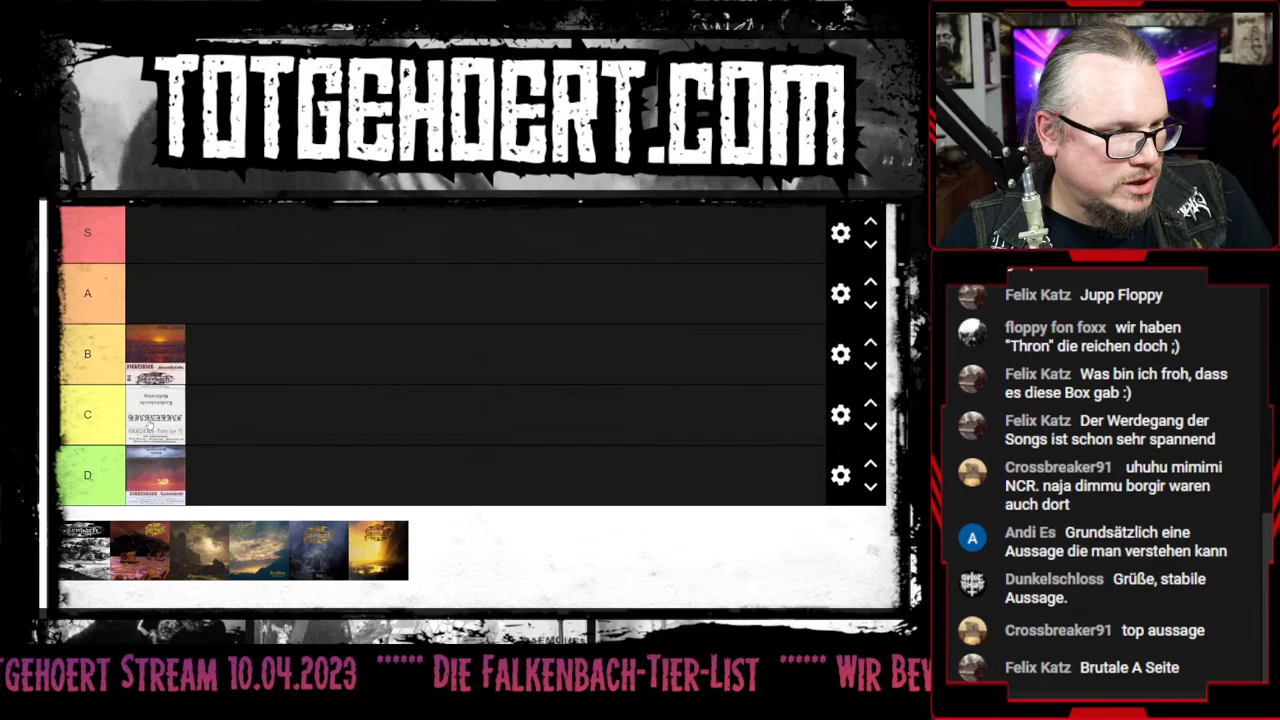 TOTGEHOERT.COM
S
A
B
C
D
Felix Katz Jupp Floppy
floppy fon foxx wir haben
"Thron" die reichen doch ;)
Felix Katz Was bin ich froh, dass
es diese Box gab :)
Felix Katz Der Werdegang der
Songs ist schon sehr spannend
Crossbreaker91 uhuhu mimimi
NCR. naja dimmu borgir waren
auch dort
A
Andi Es Grundsätzlich eine
Aussage die man verstehen kann
Dunkelschloss Grüße, stabile
Aussage.
Crossbreaker91 top aussage
Felix Katz Brutale A Seite
TGEHOERT STREAM 10.04.2023 ****** DIE FALKENBACH-TIER-LIST ****** WIR BEV